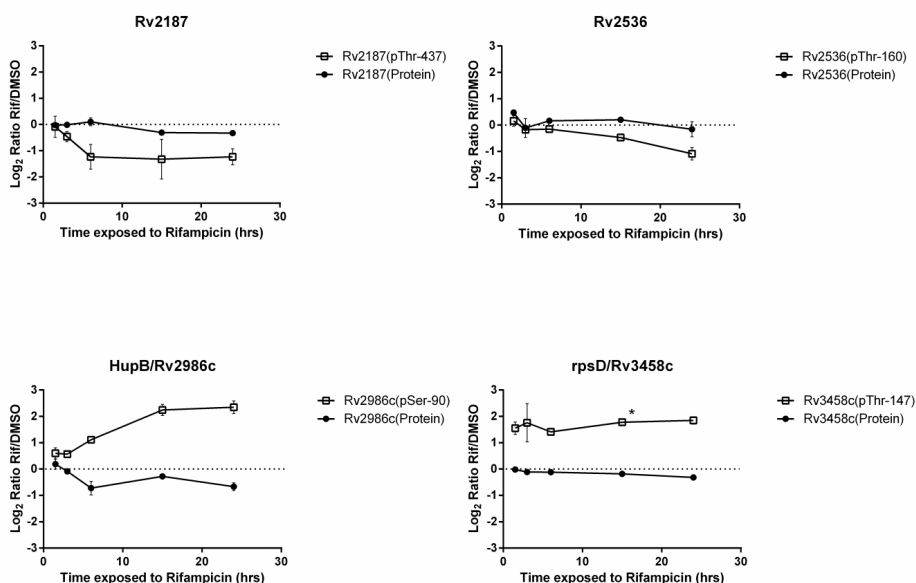 Rv2187
Log2 Ratio Rif/DMSO
3
2
1
0
-1
-2
-3
0 10 20 30
Time exposed to Rifampicin (hrs)
Rv2187(pThr-437)
Rv2187(Protein)
Rv2536
Log2 Ratio Rif/DMSO
3
2
1
0
-1
-2
-3
0 10 20 30
Time exposed to Rifampicin (hrs)
Rv2536(pThr-160)
Rv2536(Protein)
HupB/Rv2986c
Log2 Ratio Rif/DMSO
3
2
1
0
-1
-2
-3
0 10 20 30
Time exposed to Rifampicin (hrs)
Rv2986c(pSer-90)
Rv2986c(Protein)
rpsD/Rv3458c
Log2 Ratio Rif/DMSO
3
2
1
0
-1
-2
-3
*
0 10 20 30
Time exposed to Rifampicin (hrs)
Rv3458c(pThr-147)
Rv3458c(Protein)